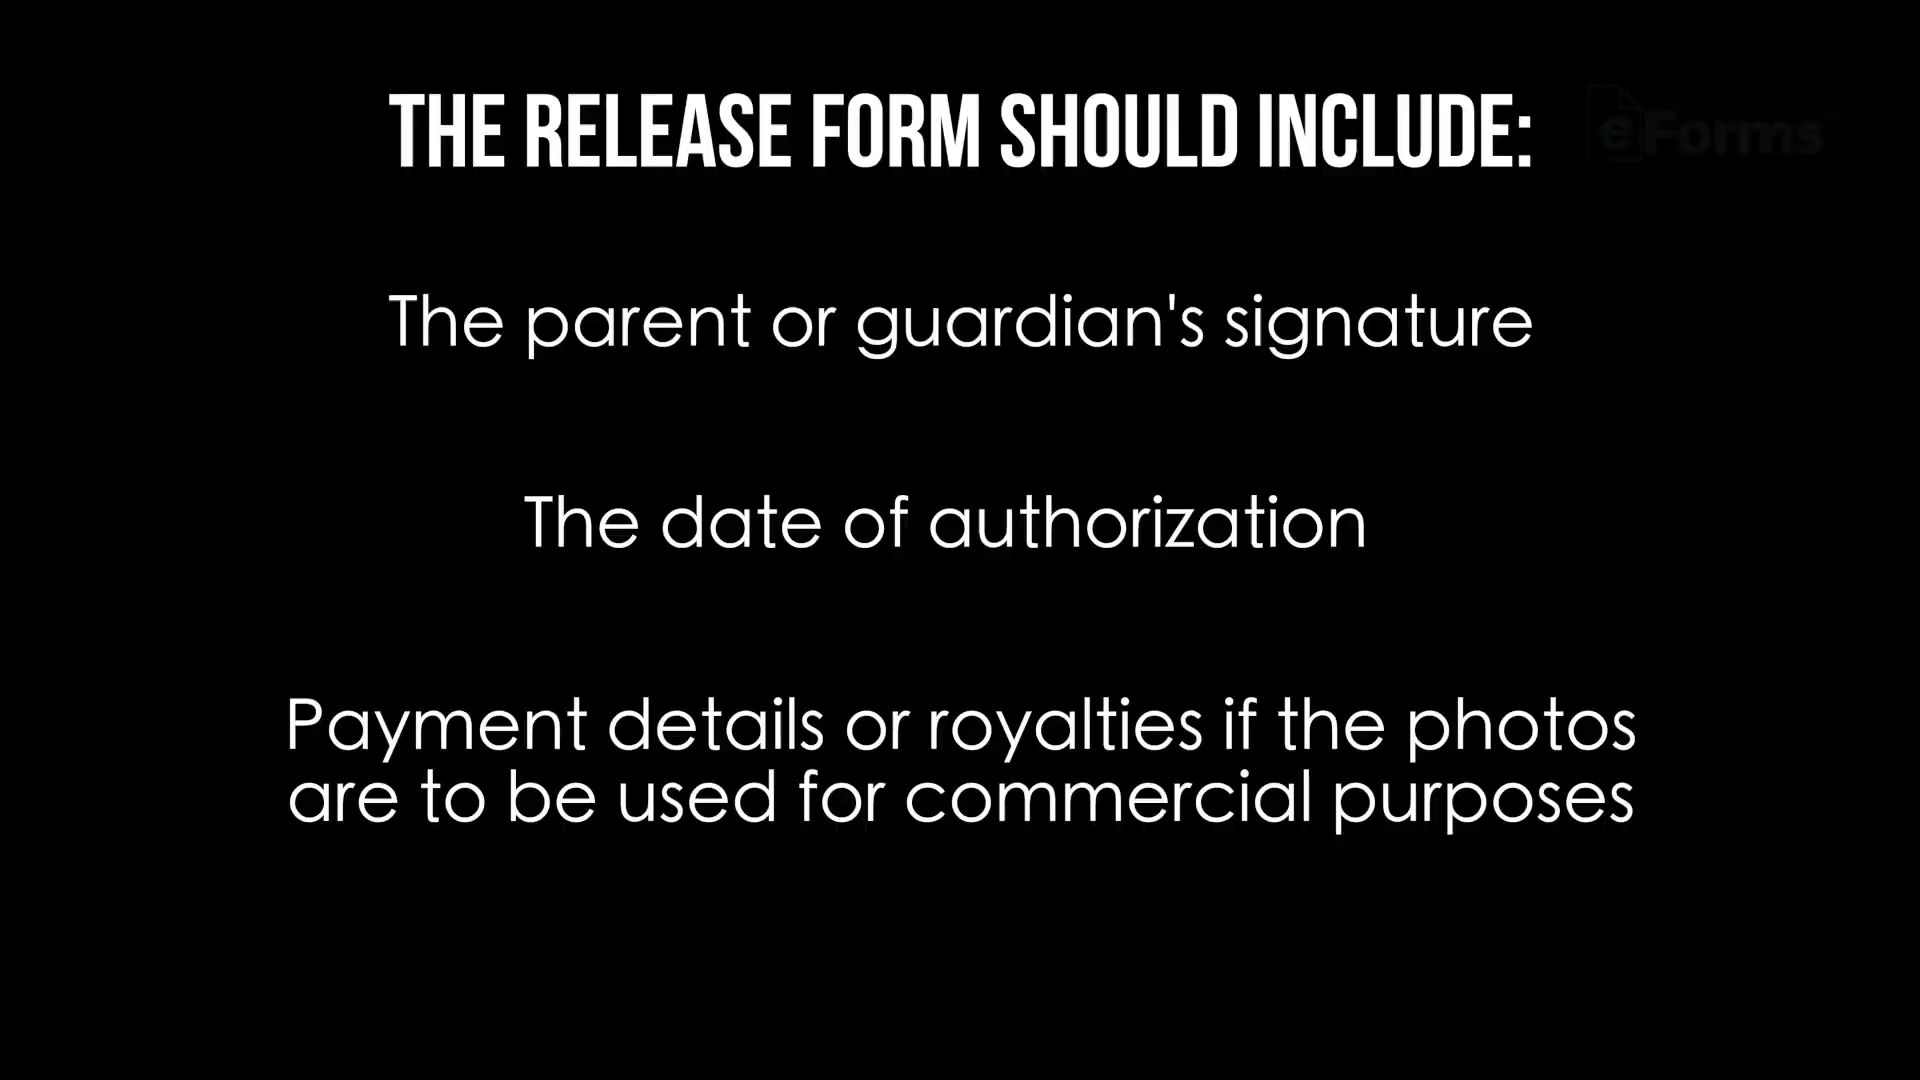 THE RELEASE FORM SHOULD INCLUDE:
eForms
The parent or guardian's signature
The date of authorization
Payment details or royalties if the photos
are to be used for commercial purposes